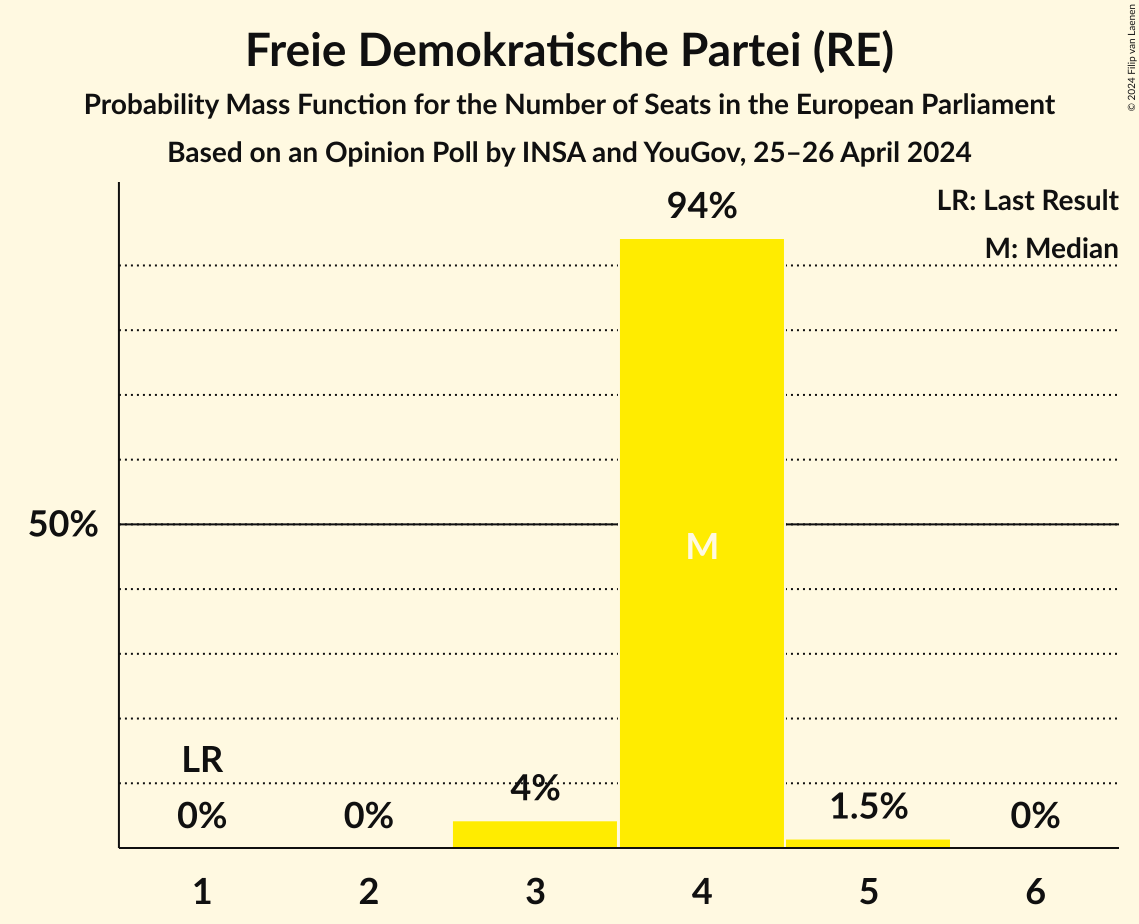 Freie Demokratische Partei (RE)
Probability Mass Function for the Number of Seats in the European Parliament
Based on an Opinion Poll by INSA and YouGov, 25–26 April 2024
© 2024 Filip van Laenen
LR: Last Result
M: Median
94%
50%
M
LR
0%
0%
4%
1.5%
0%
1
2
3
4
5
6